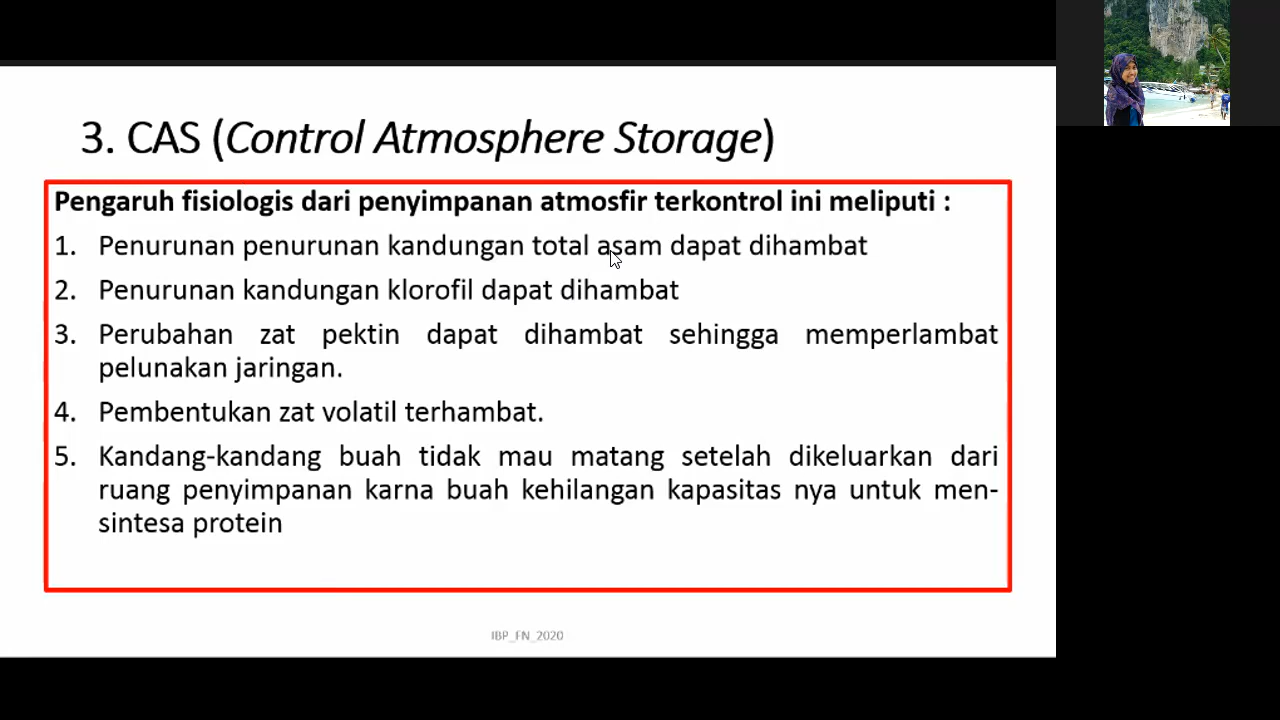 3. CAS (Control Atmosphere Storage)
Pengaruh fisiologis dari penyimpanan atmosfir terkontrol ini meliputi :
1. Penurunan penurunan kandungan total asam dapat dihambat
2. Penurunan kandungan klorofil dapat dihambat
3. Perubahan zat pektin dapat dihambat sehingga memperlambat
pelunakan jaringan.
4. Pembentukan zat volatil terhambat.
5. Kandang-kandang buah tidak mau matang setelah dikeluarkan dari
ruang penyimpanan karna buah kehilangan kapasitas nya untuk men-
sintesa protein
IBP_FN_2020